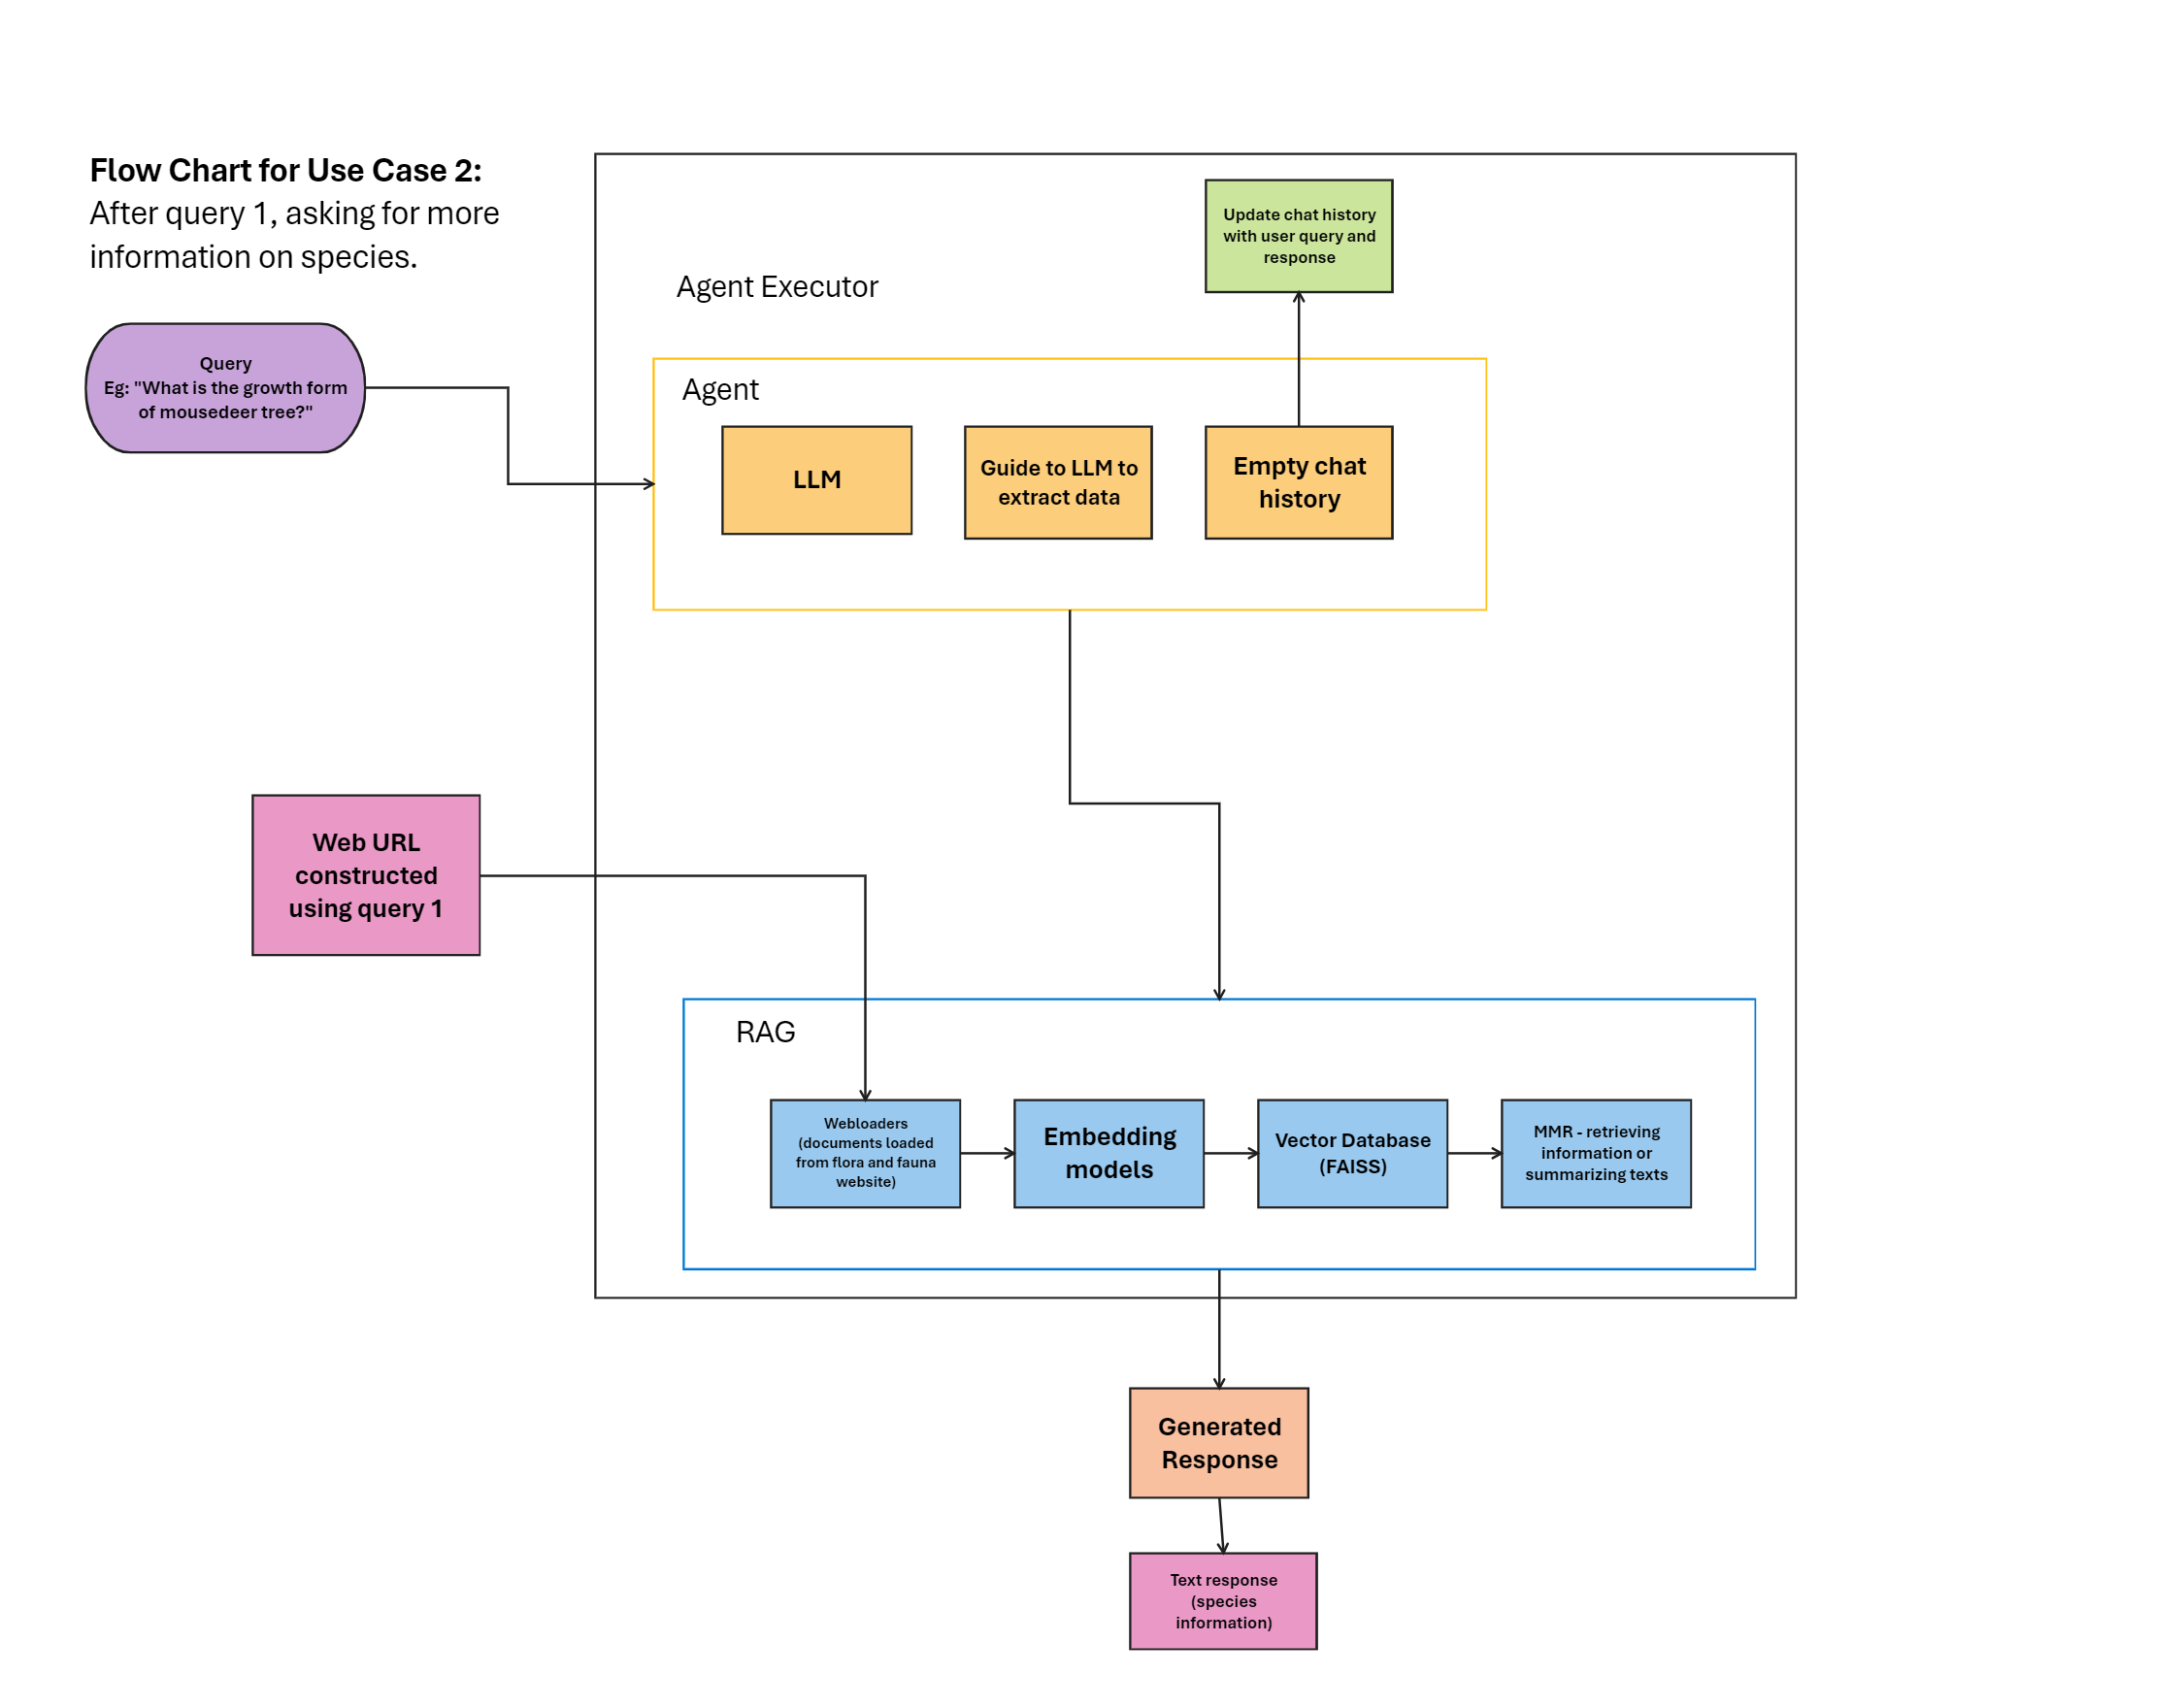 Flow Chart for Use Case 2:
After query 1, asking for more
information on species.
Query
Eg: "What is the growth form
of mousedeer tree?"
Agent Executor
Update chat history
with user query and
response
Agent
LLM
Guide to LLM to
extract data
Empty chat
history
Web URL
constructed
using query 1
RAG
Webloaders
(documents loaded
from flora and fauna
website)
Embedding
models
Vector Database
(FAISS)
MMR - retrieving
information or
summarizing texts
Generated
Response
Text response
(species
information)